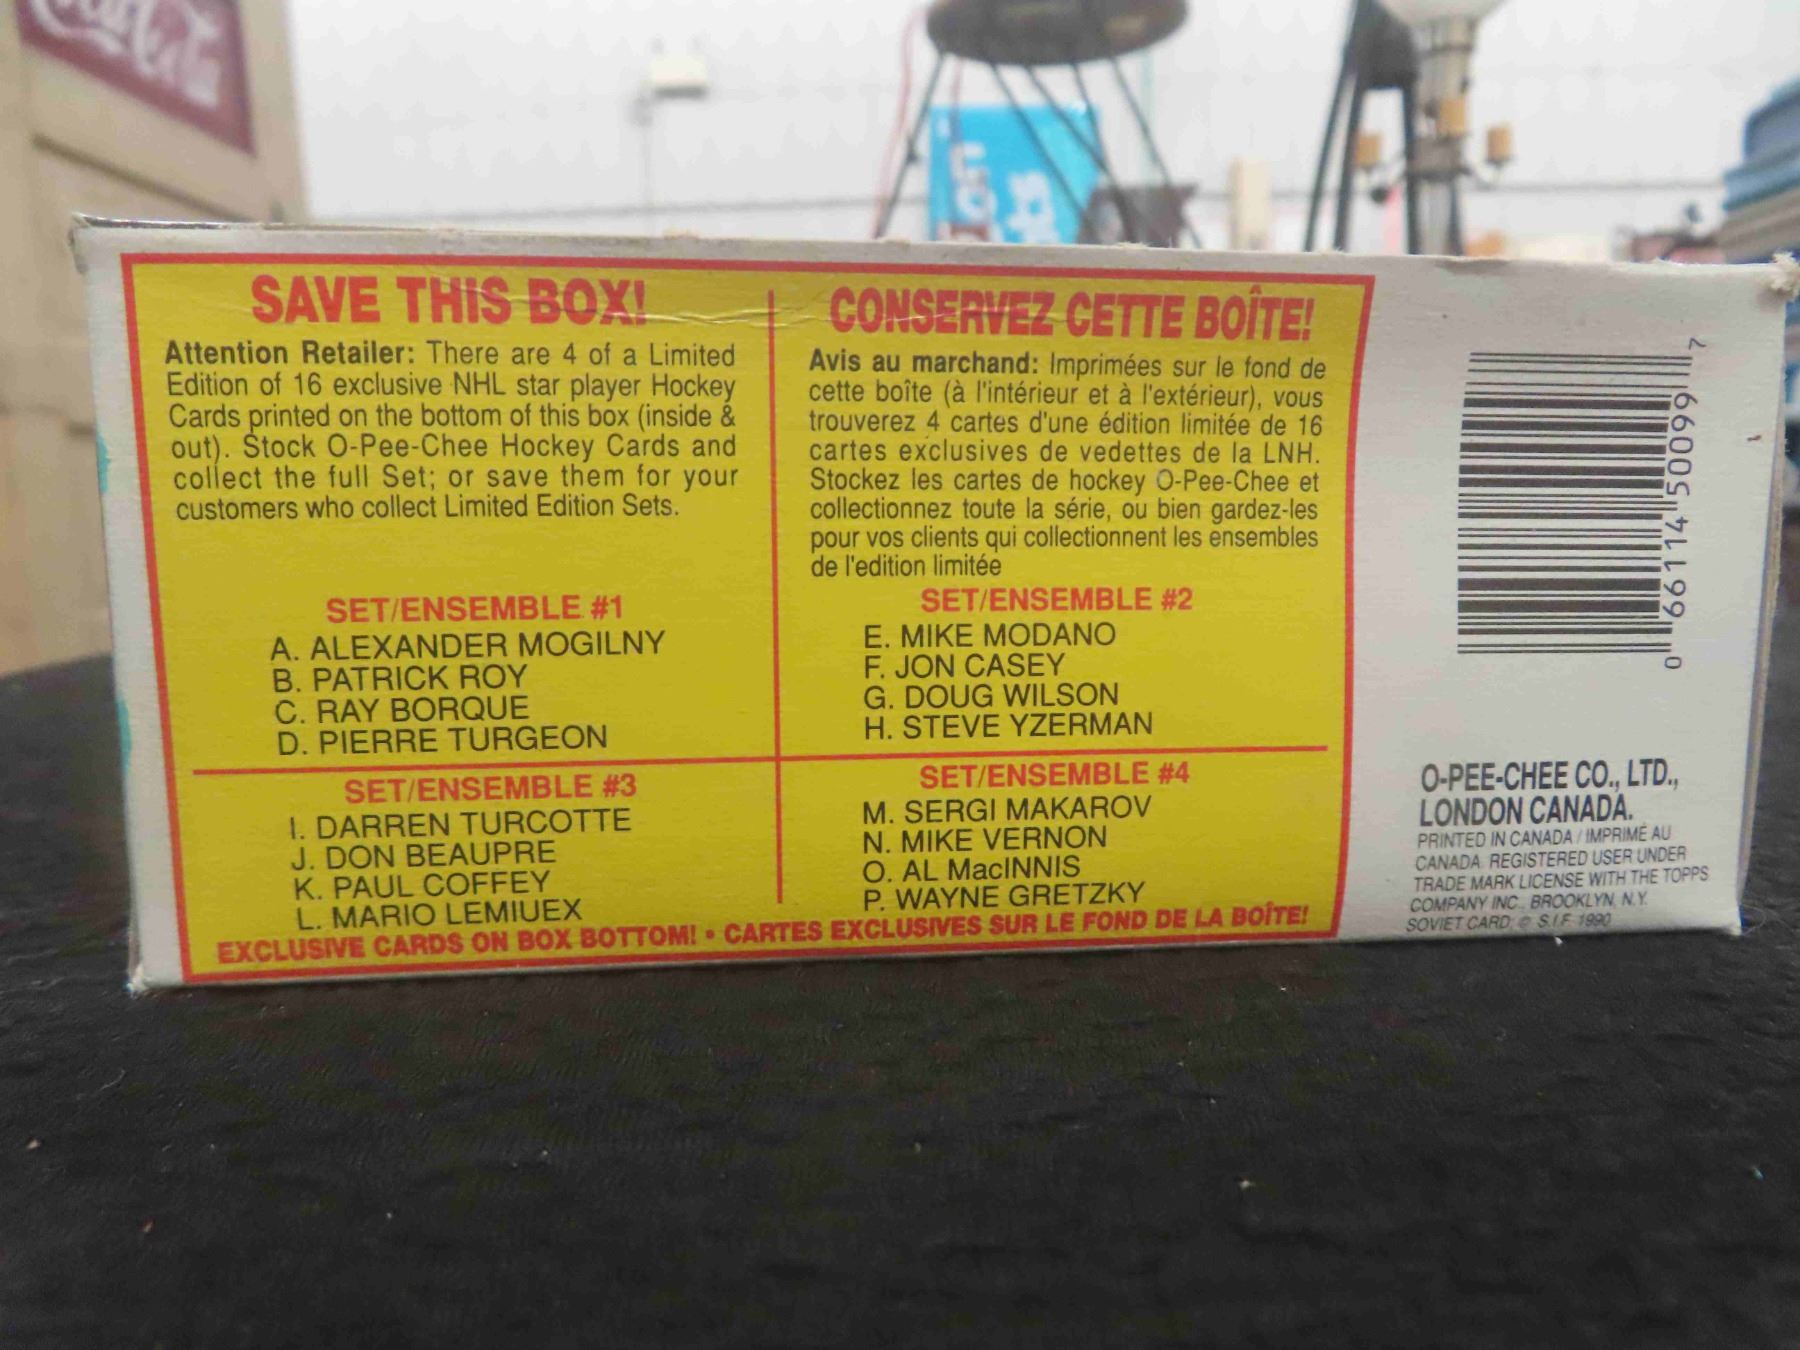 Coca-Cola
SAVE THIS BOX!
Attention Retailer: There are 4 of a Limited
Edition of 16 exclusive NHL star player Hockey
Cards printed on the bottom of this box (inside &
out). Stock O-Pee-Chee Hockey Cards and
collect the full Set; or save them for your
customers who collect Limited Edition Sets.
CONSERVEZ CETTE BOÎTE!
Avis au marchand: Imprimées sur le fond de
cette boîte (à l'intérieur et à l'extérieur), vous
trouverez 4 cartes d'une édition limitée de 16
cartes exclusives de vedettes de la LNH.
Stockez les cartes de hockey O-Pee-Chee et
collectionnez toute la série, ou bien gardez-les
pour vos clients qui collectionnent les ensembles
de l'edition limitée
SET/ENSEMBLE #1
A. ALEXANDER MOGILNY
B. PATRICK ROY
C. RAY BORQUE
D. PIERRE TURGEON
SET/ENSEMBLE #2
E. MIKE MODANO
F. JON CASEY
G. DOUG WILSON
H. STEVE YZERMAN
SET/ENSEMBLE #3
I. DARREN TURCOTTE
J. DON BEAUPRE
K. PAUL COFFEY
L. MARIO LEMIUEX
SET/ENSEMBLE #4
M. SERGI MAKAROV
N. MIKE VERNON
O. AL MacINNIS
P. WAYNE GRETZKY
EXCLUSIVE CARDS ON BOX BOTTOM! • CARTES EXCLUSIVES SUR LE FOND DE LA BOÎTE!
0 66114 50099 7
O-PEE-CHEE CO., LTD.,
LONDON CANADA.
PRINTED IN CANADA / IMPRIMÉ AU
CANADA. REGISTERED USER UNDER
TRADE MARK LICENSE WITH THE TOPPS
COMPANY INC., BROOKLYN, N.Y.
SOVIET CARD: © S.I.F. 1990